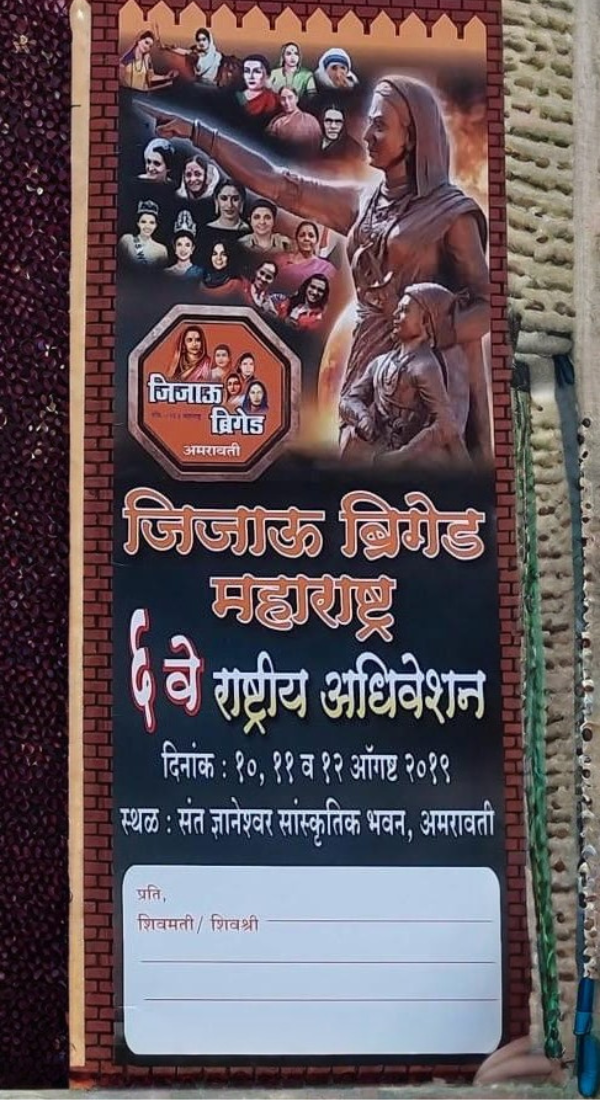 जिजाऊ
ब्रिगेड
अमरावती
जिजाऊ ब्रिगेड
महाराष्ट्र
६ वे राष्ट्रीय अधिवेशन
दिनांक : १०, ११ व १२ ऑगष्ट २०१९
स्थळ : संत ज्ञानेश्वर सांस्कृतिक भवन, अमरावती
प्रति,
शिवमती/ शिवश्री